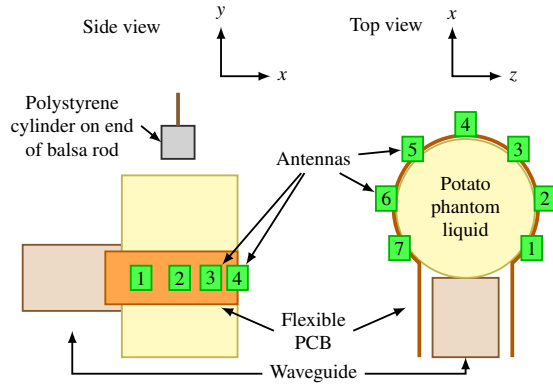 Side view
y
x
Top view
x
z
Polystyrene
cylinder on end
of balsa rod
Antennas
1
2
3
4
4
5
3
6
2
7
1
Potato
phantom
liquid
Flexible
PCB
Waveguide